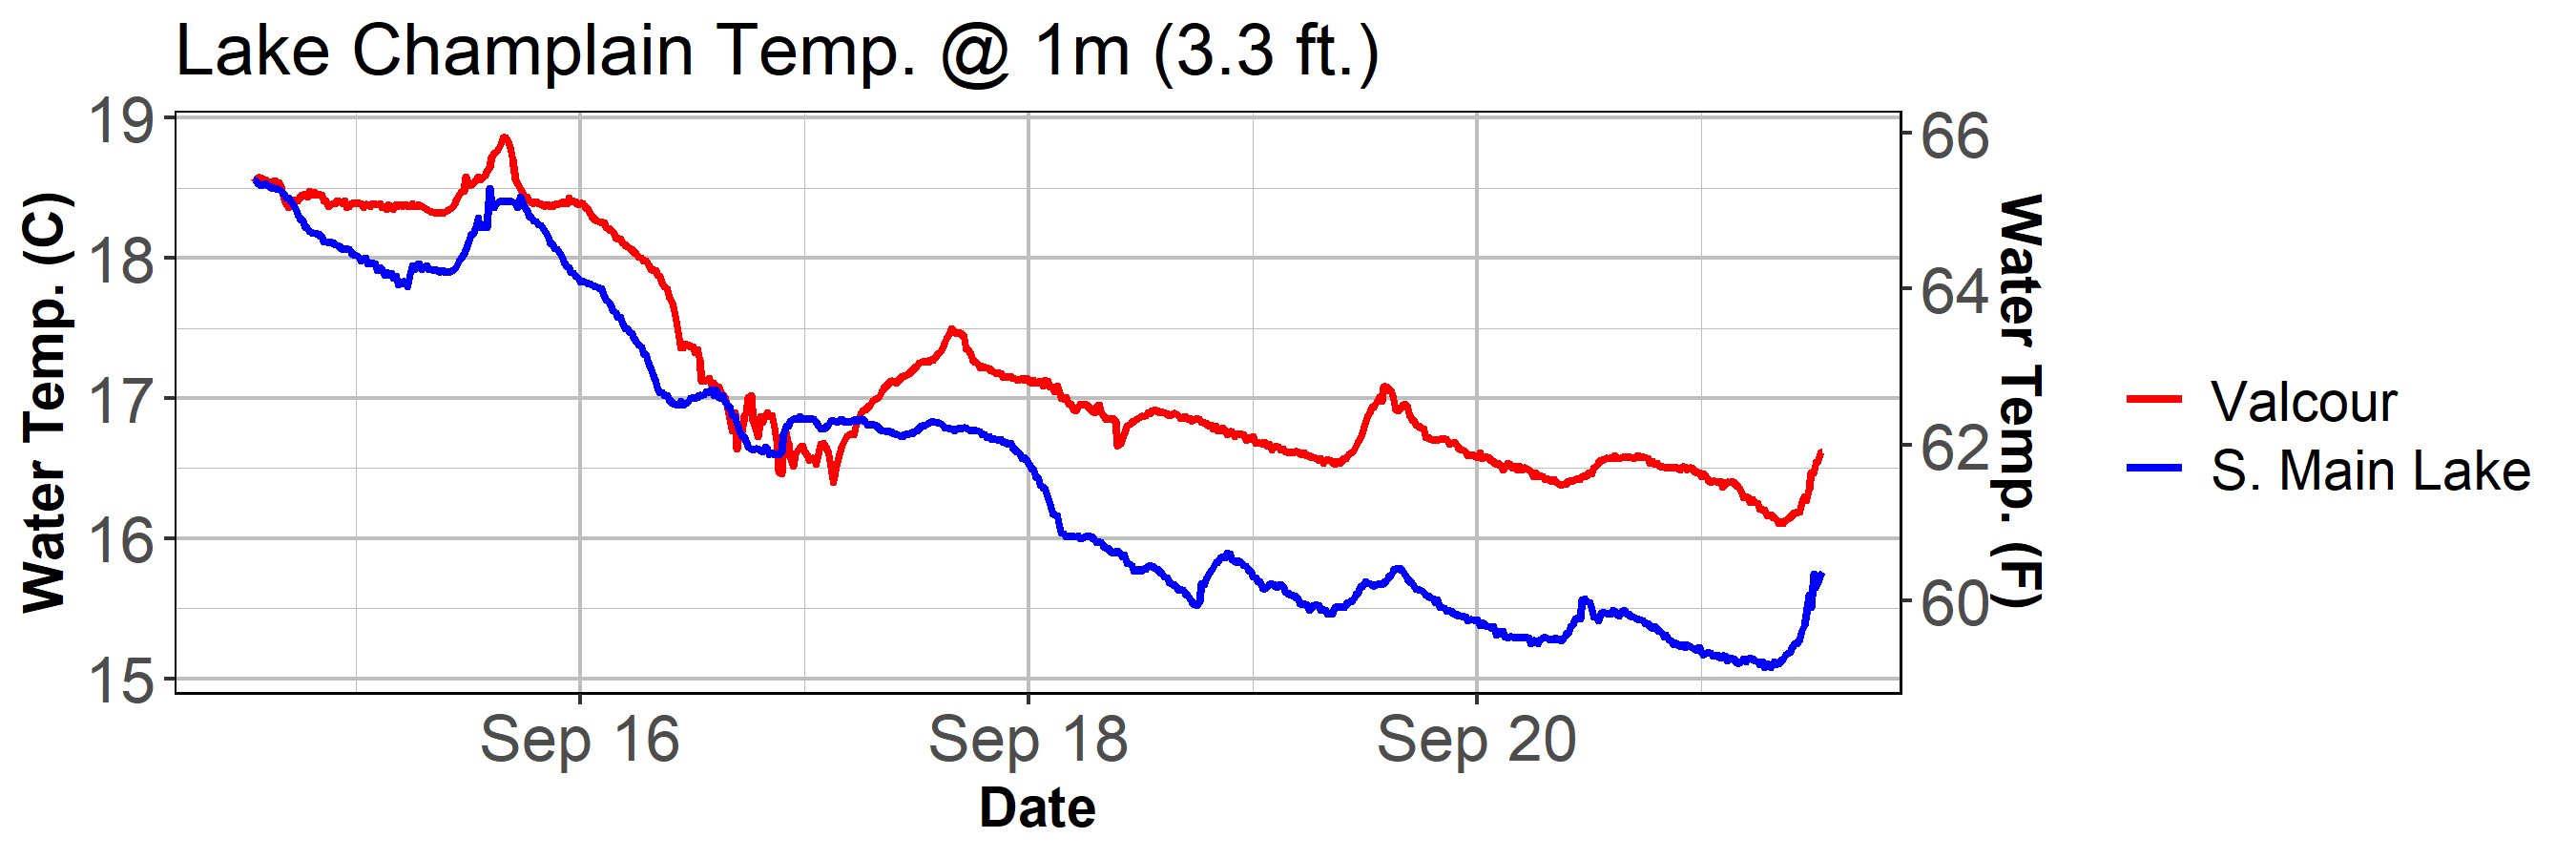 Lake Champlain Temp. @ 1m (3.3 ft.)
Water Temp. (C)
19
18
17
16
15
66
64
62
60
Water Temp. (F)
Sep 16
Sep 18
Sep 20
Date
Valcour
S. Main Lake